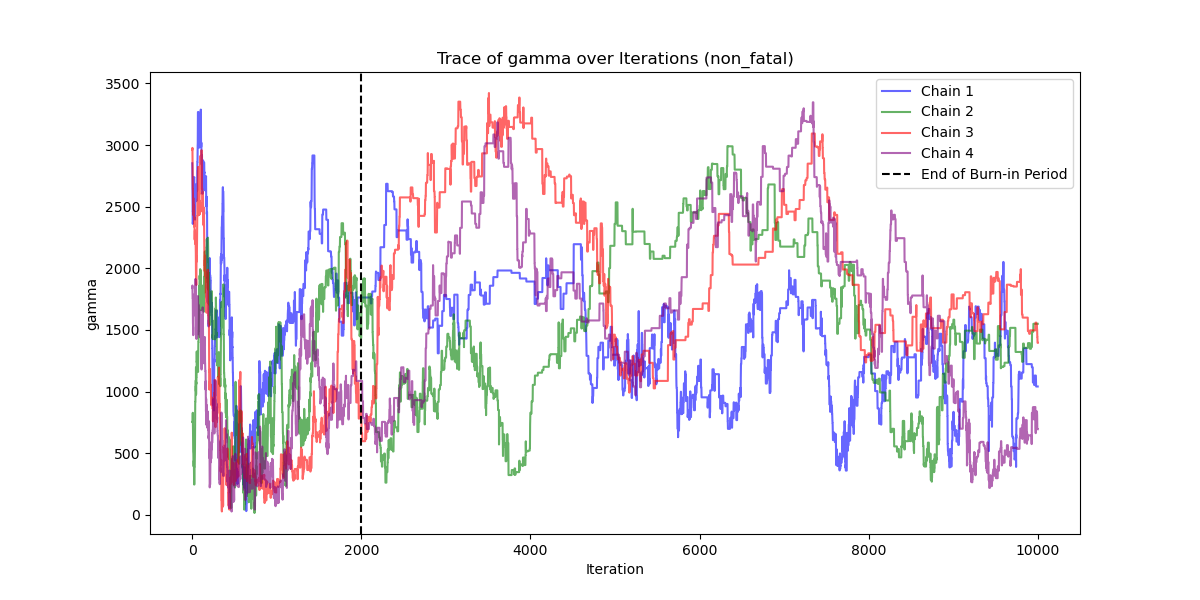 Trace of gamma over Iterations (non_fatal)
3500
3000
2500
2000
1500
1000
500
0
gamma
Chain 1
Chain 2
Chain 3
Chain 4
End of Burn-in Period
0 2000 4000 6000 8000 10000
Iteration